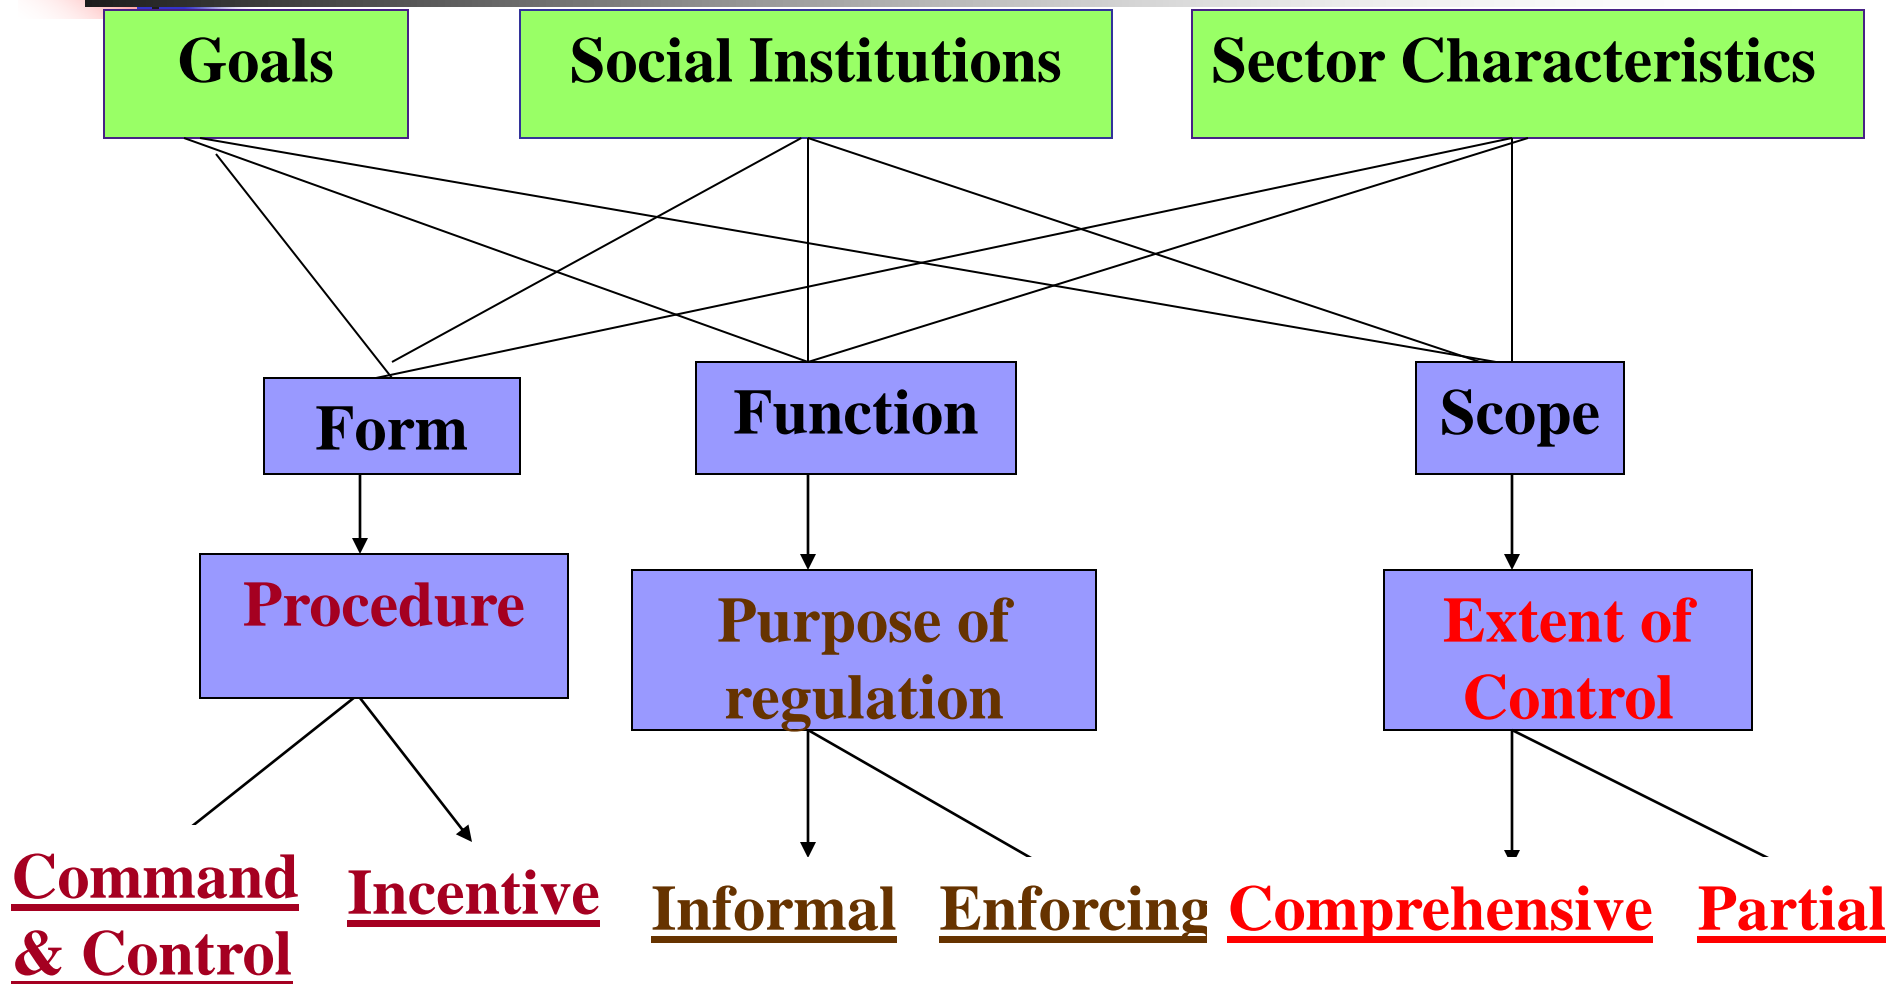 Goals
Social Institutions
Sector Characteristics
Form
Function
Scope
Procedure
Purpose of
regulation
Extent of
Control
Command
& Control
Incentive
Informal
Enforcing
Comprehensive
Partial